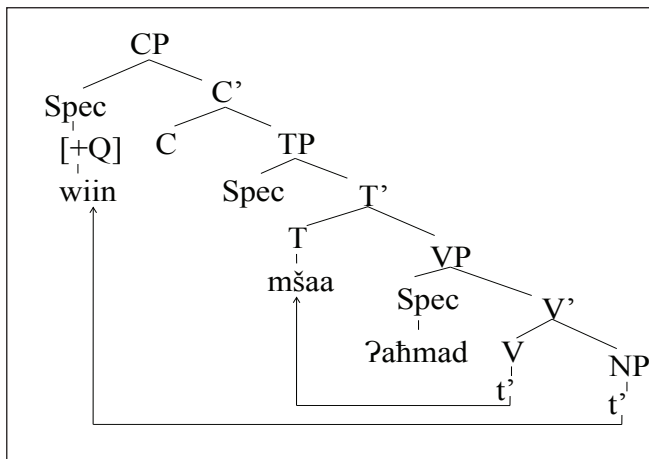 CP
Spec C’
[+Q] C TP
wiin Spec T’
T VP
mšaa Spec V’
ʔaħmad V NP
t’ t’